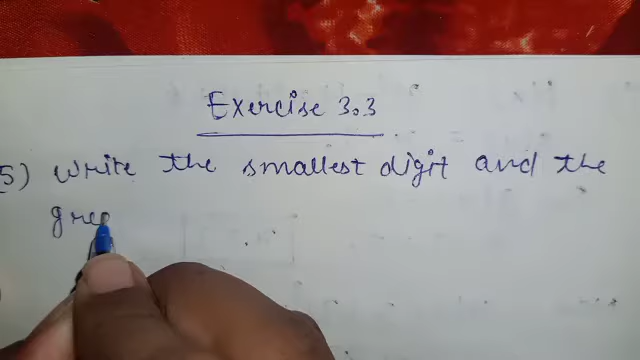 Exercise 3.3
5) Write the smallest digit and the
gre